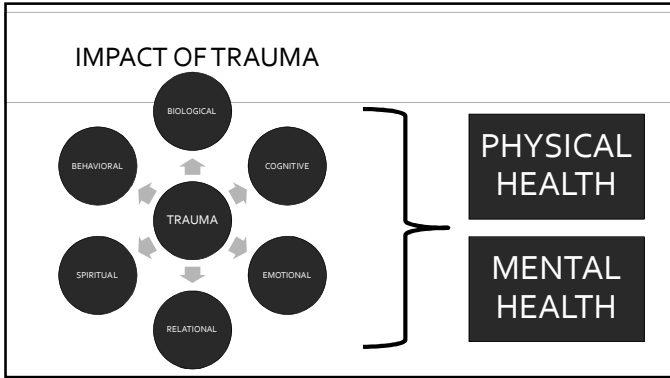 IMPACT OF TRAUMA
BIOLOGICAL
BEHAVIORAL
COGNITIVE
TRAUMA
SPIRITUAL
EMOTIONAL
RELATIONAL
PHYSICAL
HEALTH
MENTAL
HEALTH